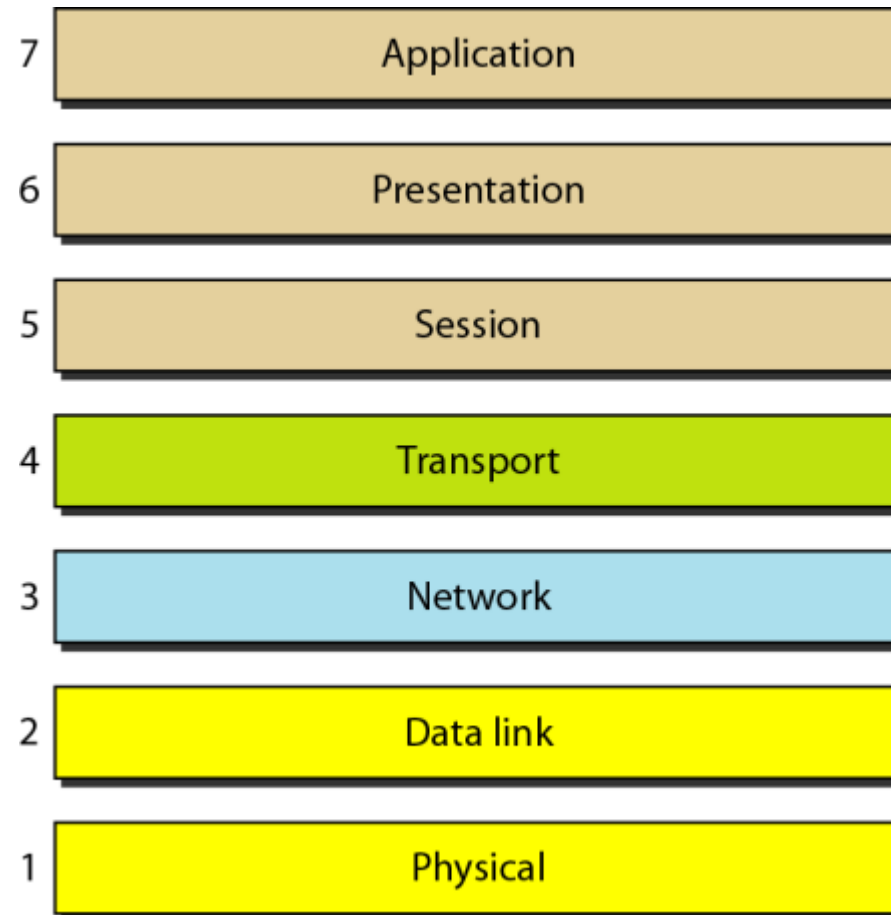 7 Application
6 Presentation
5 Session
4 Transport
3 Network
2 Data link
1 Physical